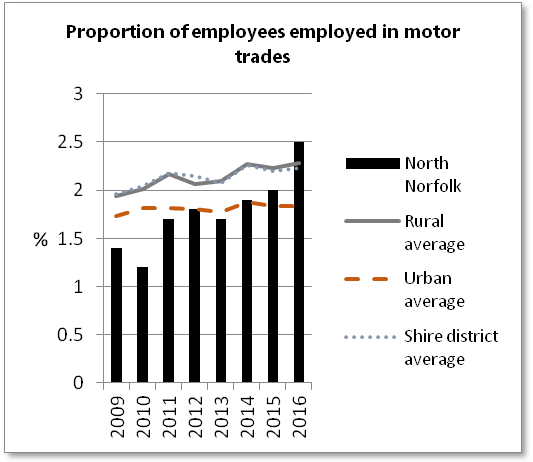 Proportion of employees employed in motor
trades
3
2.5
2
1.5
1
0.5
0
%
2009
2010
2011
2012
2013
2014
2015
2016
North
Norfolk
Rural
average
Urban
average
Shire district
average